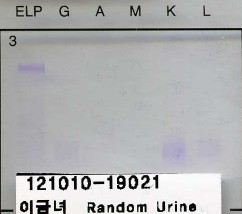 ELP G A M K L
3
121010-19021
이금녀 Random Urine